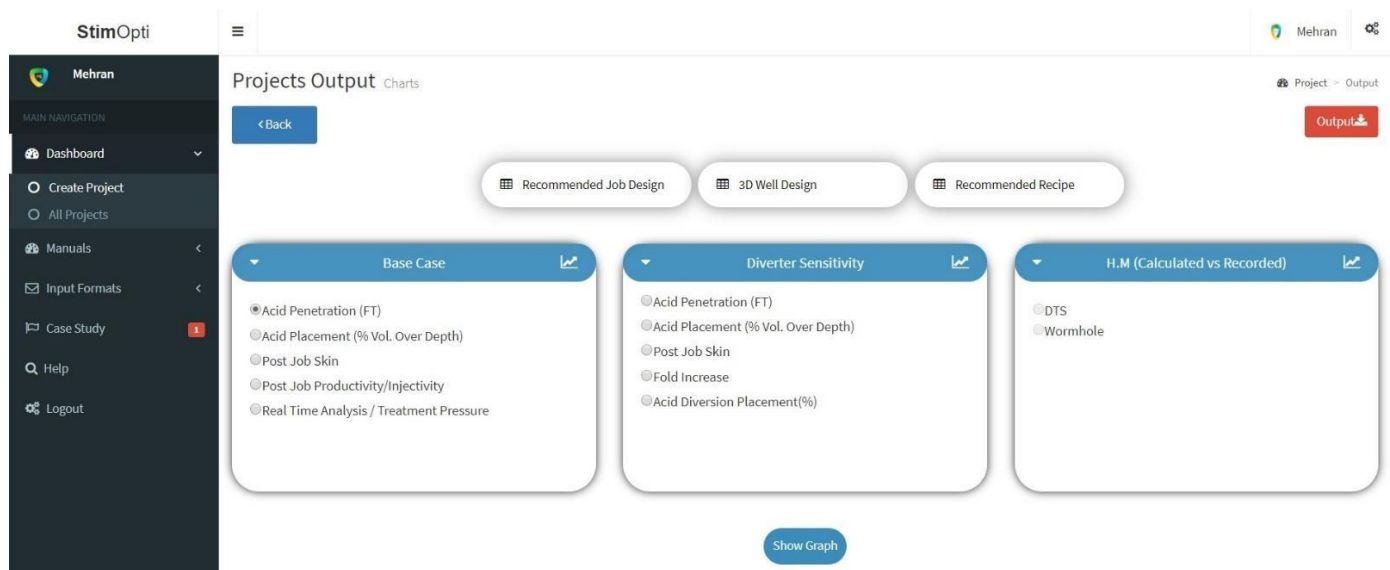 StimOpti
Mehran
Mehran
MAIN NAVIGATION
Dashboard
Create Project
All Projects
Manuals
Input Formats
Case Study 1
Help
Logout
Projects Output Charts
Project > Output
<Back
Output
Recommended Job Design
3D Well Design
Recommended Recipe
Base Case
Acid Penetration (FT)
Acid Placement (% Vol. Over Depth)
Post Job Skin
Post Job Productivity/Injectivity
Real Time Analysis / Treatment Pressure
Diverter Sensitivity
Acid Penetration (FT)
Acid Placement (% Vol. Over Depth)
Post Job Skin
Fold Increase
Acid Diversion Placement(%)
H.M (Calculated vs Recorded)
DTS
Wormhole
Show Graph